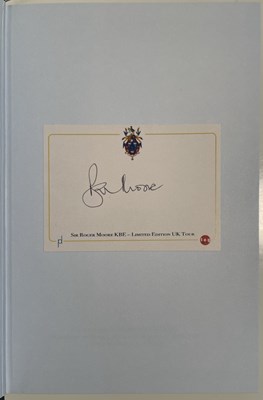 Roger Moore
SIR ROGER MOORE KBE – LIMITED EDITION UK TOUR